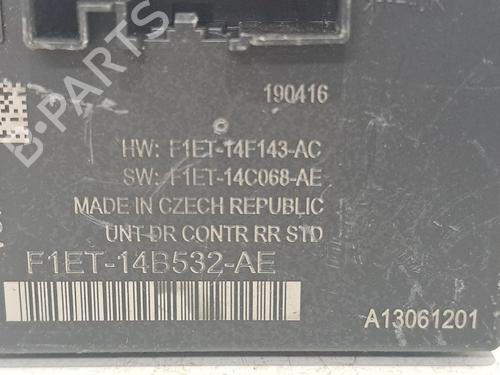 B-PARTS
190416
HW: F1ET-14F143-AC
SW: F1ET-14C068-AE
MADE IN CZECH REPUBLIC
UNT-DR CONTR RR STD
F1ET-14B532-AE
A13061201